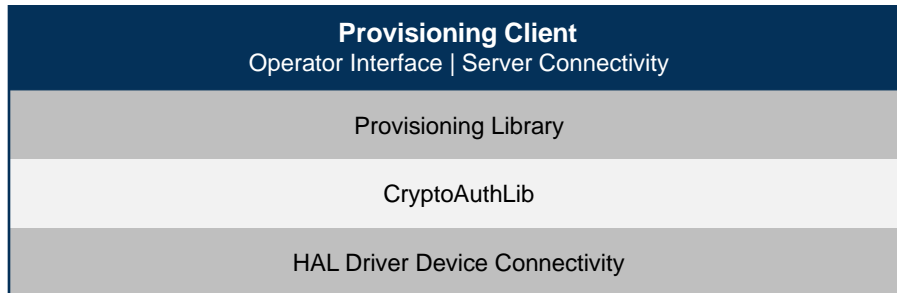 Provisioning Client
Operator Interface | Server Connectivity
Provisioning Library
CryptoAuthLib
HAL Driver Device Connectivity